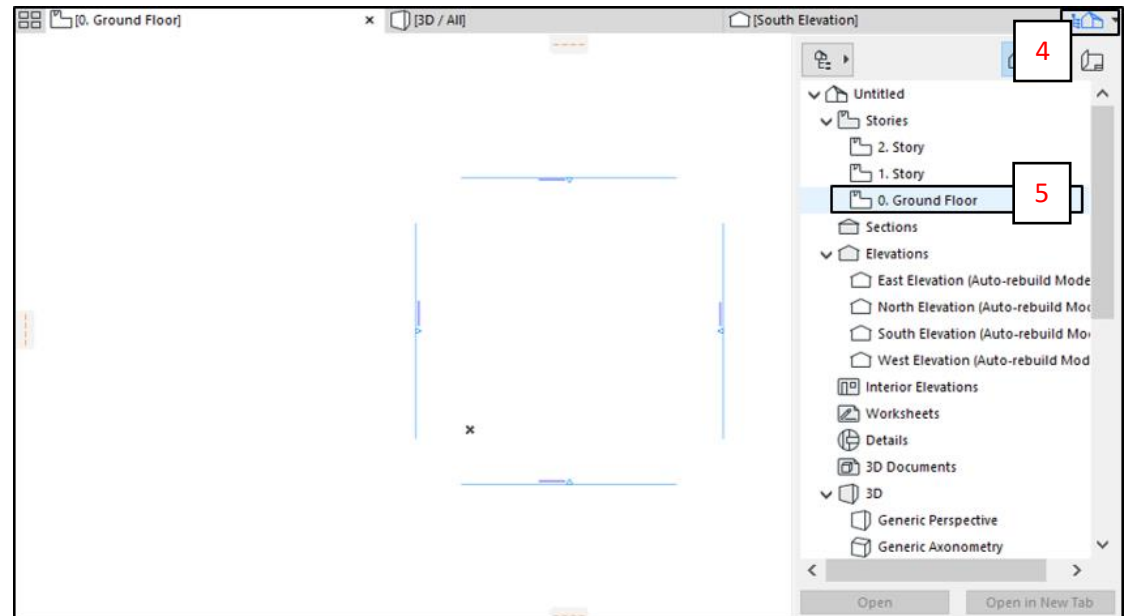 [0. Ground Floor]
[3D / All]
[South Elevation]
4
Untitled
Stories
2. Story
1. Story
0. Ground Floor
5
Sections
Elevations
East Elevation (Auto-rebuild Mode
North Elevation (Auto-rebuild Mod
South Elevation (Auto-rebuild Mo
West Elevation (Auto-rebuild Mod
Interior Elevations
Worksheets
Details
3D Documents
3D
Generic Perspective
Generic Axonometry
Open
Open in New Tab